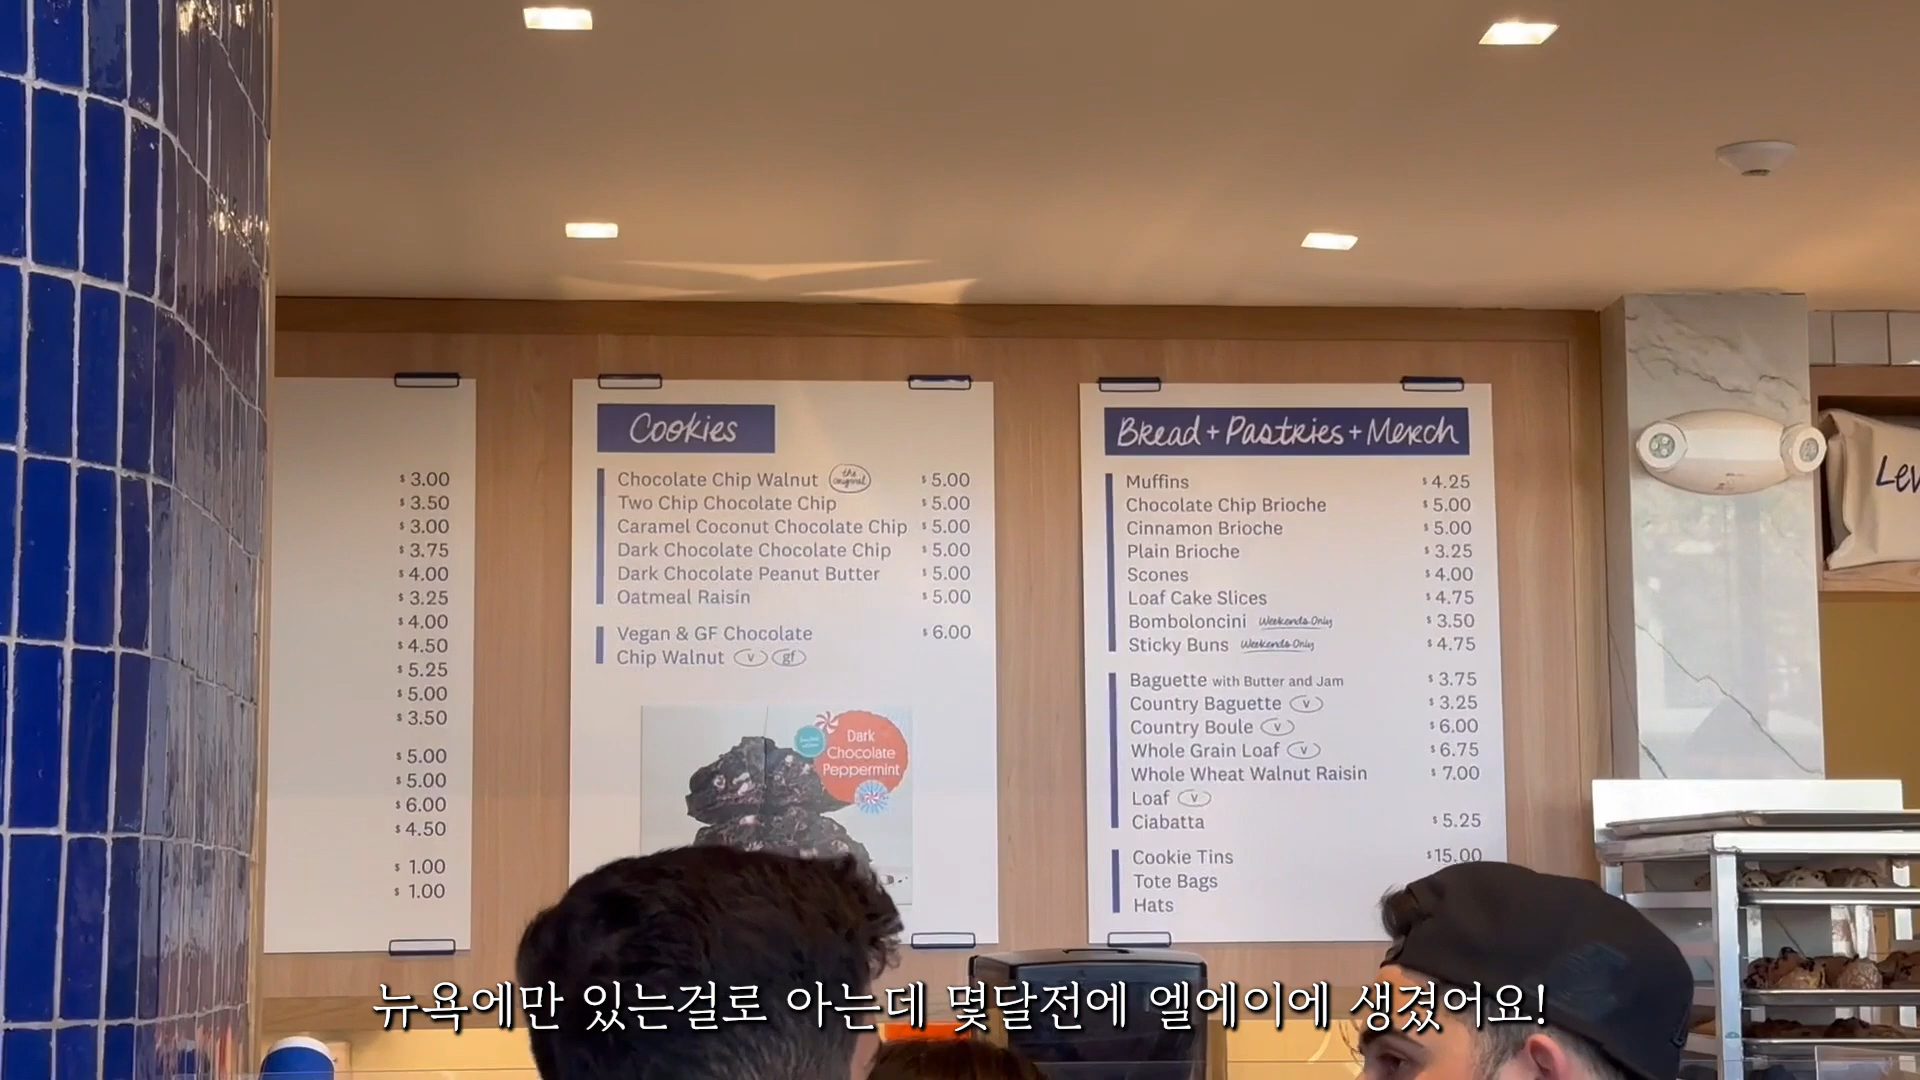 $3.00
$3.50
$3.00
$3.75
$4.00
$3.25
$4.00
$4.50
$5.25
$5.00
$3.50
$5.00
$5.00
$6.00
$4.50
$1.00
$1.00
Cookies
Chocolate Chip Walnut the original $5.00
Two Chip Chocolate Chip $5.00
Caramel Coconut Chocolate Chip $5.00
Dark Chocolate Chocolate Chip $5.00
Dark Chocolate Peanut Butter $5.00
Oatmeal Raisin $5.00
Vegan & GF Chocolate $6.00
Chip Walnut v gf
Dark
Chocolate
Peppermint
Bread + Pastries + Merch
Muffins $4.25
Chocolate Chip Brioche $5.00
Cinnamon Brioche $5.00
Plain Brioche $3.25
Scones $4.00
Loaf Cake Slices $4.75
Bomboloncini Weekends Only $3.50
Sticky Buns Weekends Only $4.75
Baguette with Butter and Jam $3.75
Country Baguette v $3.25
Country Boule v $6.00
Whole Grain Loaf v $6.75
Whole Wheat Walnut Raisin $7.00
Loaf v
Ciabatta $5.25
Cookie Tins $15.00
Tote Bags
Hats
Lev
뉴욕에만 있는걸로 아는데 몇달전에 엘에이에 생겼어요!